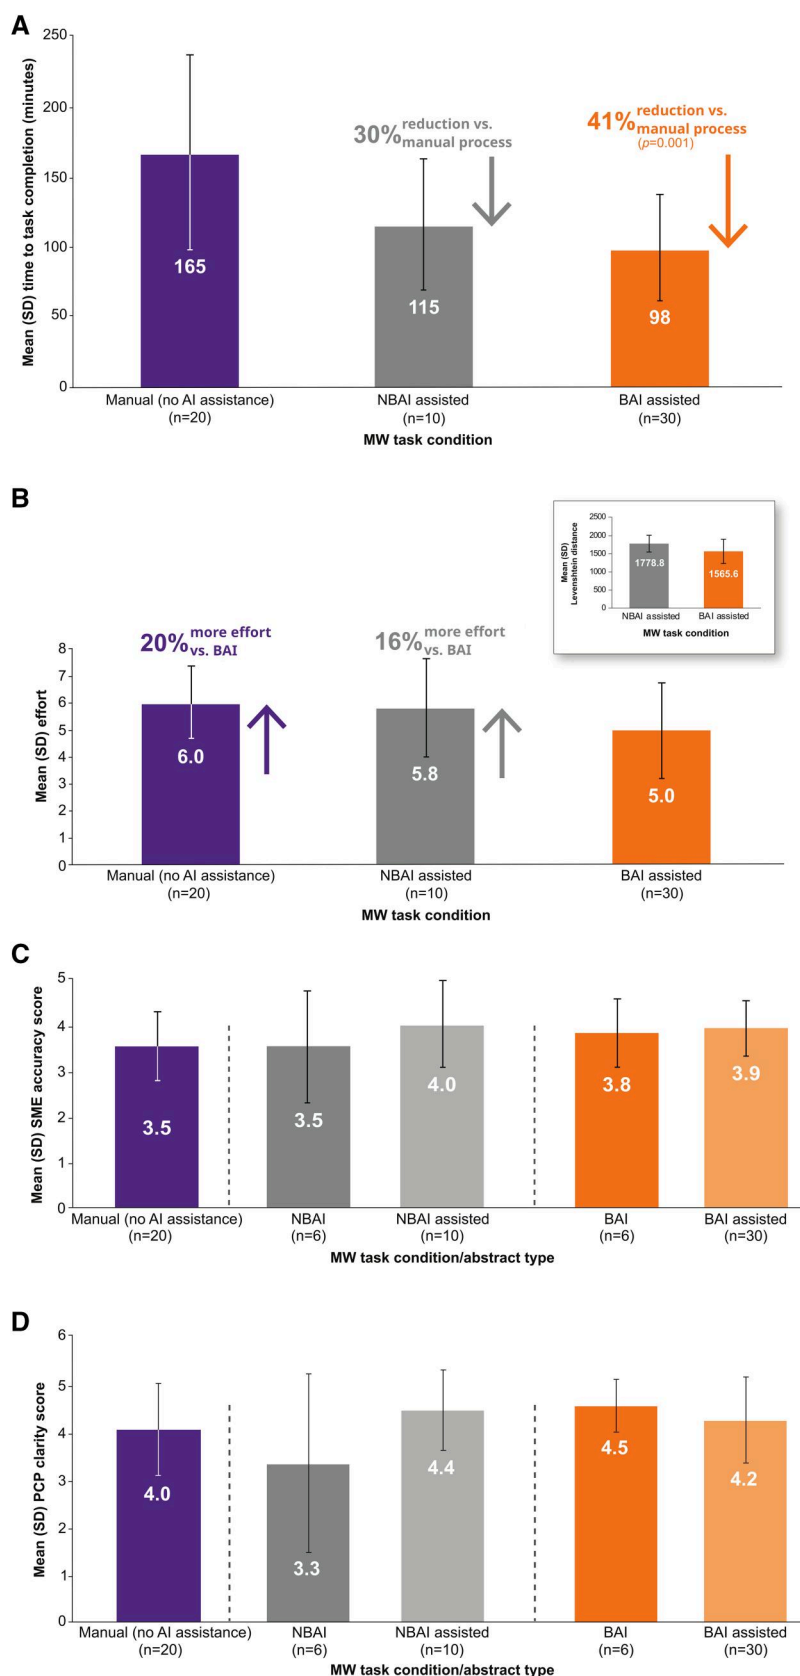 A
Mean (SD) time to task completion (minutes)
250
200
150
100
50
0
30% reduction vs.
manual process
41% reduction vs.
manual process
(p=0.001)
165
115
98
Manual (no AI assistance)
(n=20)
NBAI assisted
(n=10)
BAI assisted
(n=30)
MW task condition
B
Mean (SD)
Levenshtein distance
2500
2000
1500
1000
500
0
1778.8
1565.6
NBAI assisted
BAI assisted
MW task condition
Mean (SD) effort
8
7
6
5
4
3
2
1
0
20% more effort
vs. BAI
16% more effort
vs. BAI
6.0
5.8
5.0
Manual (no AI assistance)
(n=20)
NBAI assisted
(n=10)
BAI assisted
(n=30)
MW task condition
C
Mean (SD) SME accuracy score
5
4
3
2
1
0
3.5
3.5
4.0
3.8
3.9
Manual (no AI assistance)
(n=20)
NBAI
(n=6)
NBAI assisted
(n=10)
BAI
(n=6)
BAI assisted
(n=30)
MW task condition/abstract type
D
Mean (SD) PCP clarity score
6
5
4
3
2
1
0
4.0
3.3
4.4
4.5
4.2
Manual (no AI assistance)
(n=20)
NBAI
(n=6)
NBAI assisted
(n=10)
BAI
(n=6)
BAI assisted
(n=30)
MW task condition/abstract type